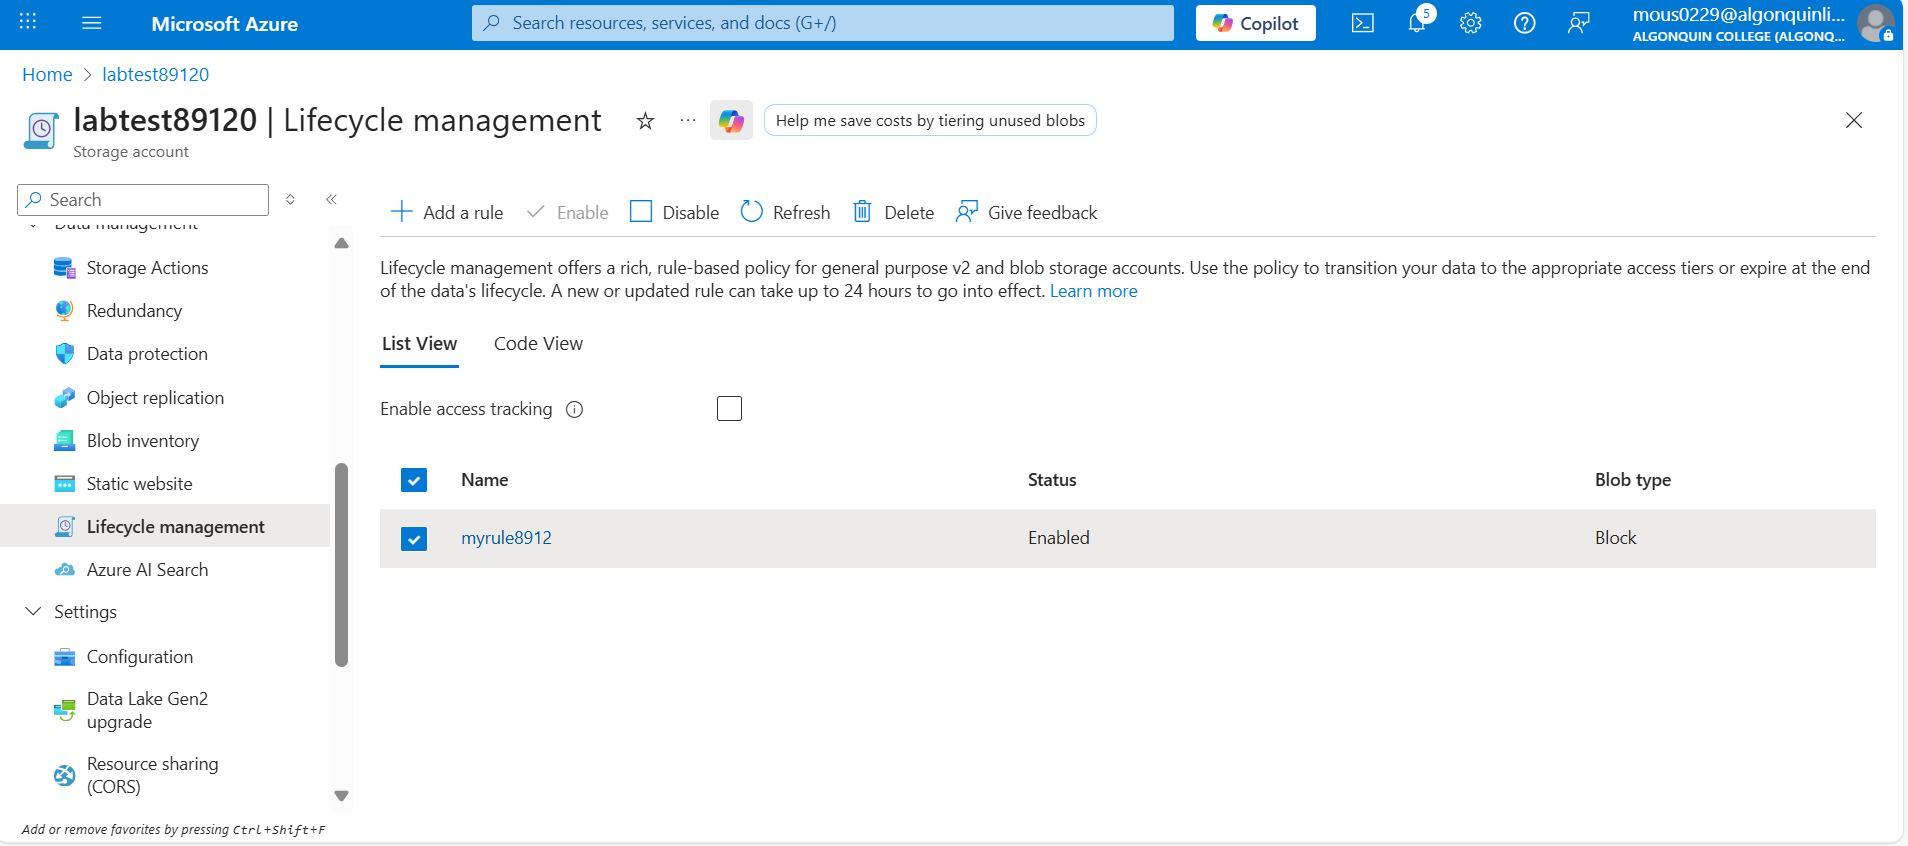 Microsoft Azure
Search resources, services, and docs (G+/)
Copilot
5
mous0229@algonquinli...
ALGONQUIN COLLEGE (ALGONQ...
Home > labtest89120
labtest89120 | Lifecycle management
Help me save costs by tiering unused blobs
Storage account
Search
Data management
Storage Actions
Redundancy
Data protection
Object replication
Blob inventory
Static website
Lifecycle management
Azure AI Search
Settings
Configuration
Data Lake Gen2
upgrade
Resource sharing
(CORS)
Add or remove favorites by pressing Ctrl+Shift+F
Add a rule
Enable
Disable
Refresh
Delete
Give feedback
Lifecycle management offers a rich, rule-based policy for general purpose v2 and blob storage accounts. Use the policy to transition your data to the appropriate access tiers or expire at the end
of the data's lifecycle. A new or updated rule can take up to 24 hours to go into effect. Learn more
List View
Code View
Enable access tracking
Name Status Blob type
myrule8912 Enabled Block